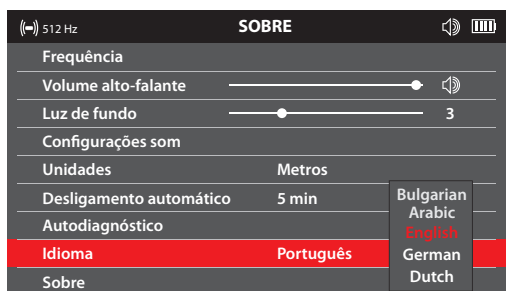 512 Hz SOBRE
Frequência
Volume alto-falante
Luz de fundo 3
Configurações som
Unidades Metros
Desligamento automático 5 min
Autodiagnóstico
Idioma Português
Sobre
Bulgarian
Arabic
English
German
Dutch